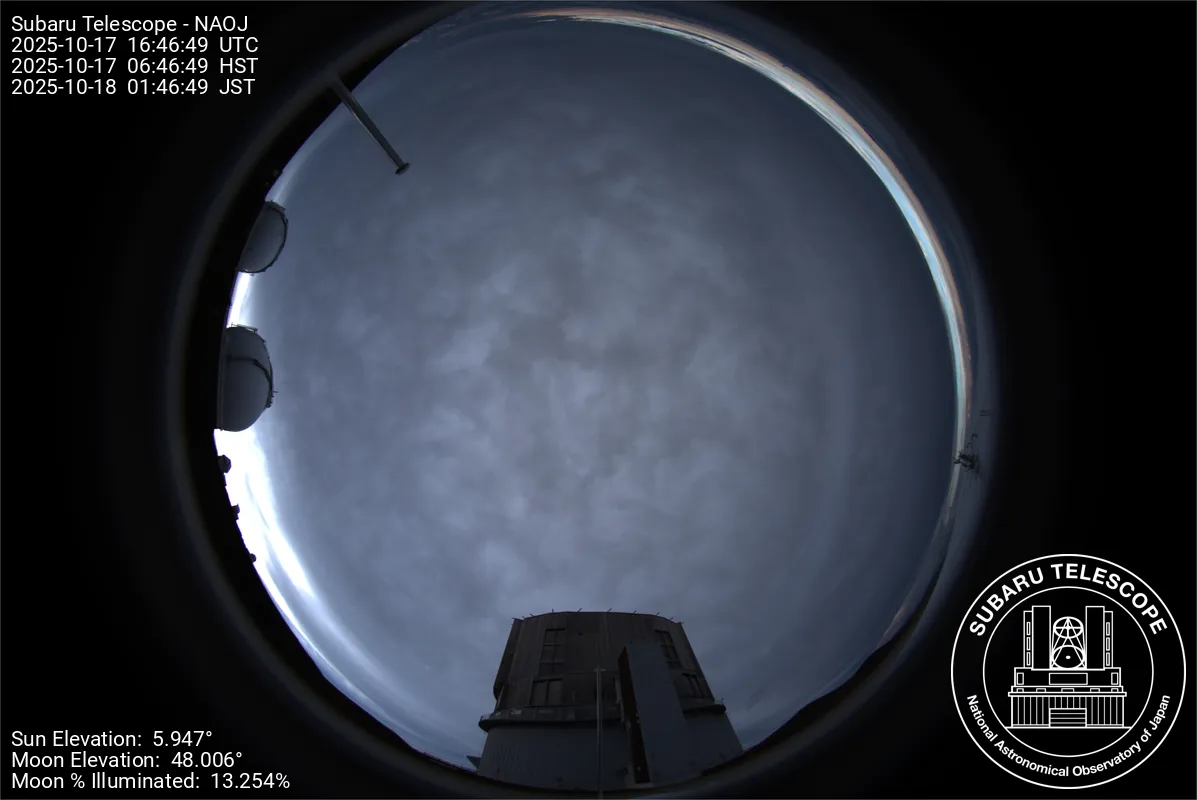 Subaru Telescope - NAOJ
2025-10-17 16:46:49 UTC
2025-10-17 06:46:49 HST
2025-10-18 01:46:49 JST
SUBARU TELESCOPE
National Astronomical Observatory of Japan
Sun Elevation: 5.947°
Moon Elevation: 48.006°
Moon % Illuminated: 13.254%